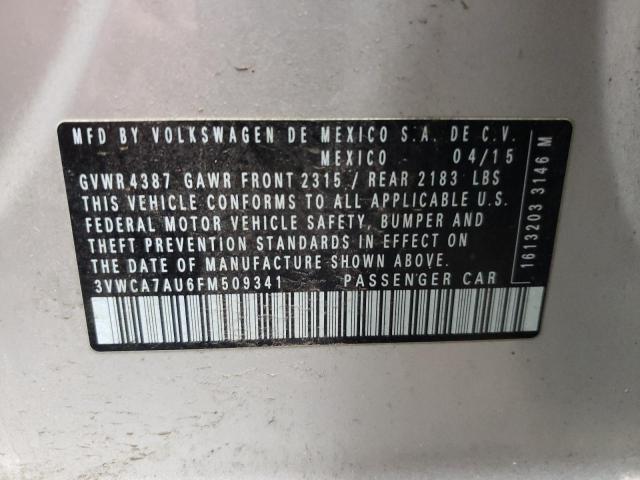 MFD BY VOLKSWAGEN DE MEXICO S.A. DE C.V.
MEXICO 04/15
GVWR 4387 GAWR FRONT 2315 / REAR 2183 LBS
THIS VEHICLE CONFORMS TO ALL APPLICABLE U.S.
FEDERAL MOTOR VEHICLE SAFETY, BUMPER AND
THEFT PREVENTION STANDARDS IN EFFECT ON
THE DATE OF MANUFACTURE SHOWN ABOVE.
3VWCA7AU6FM509341 PASSENGER CAR
1613203 3146 M